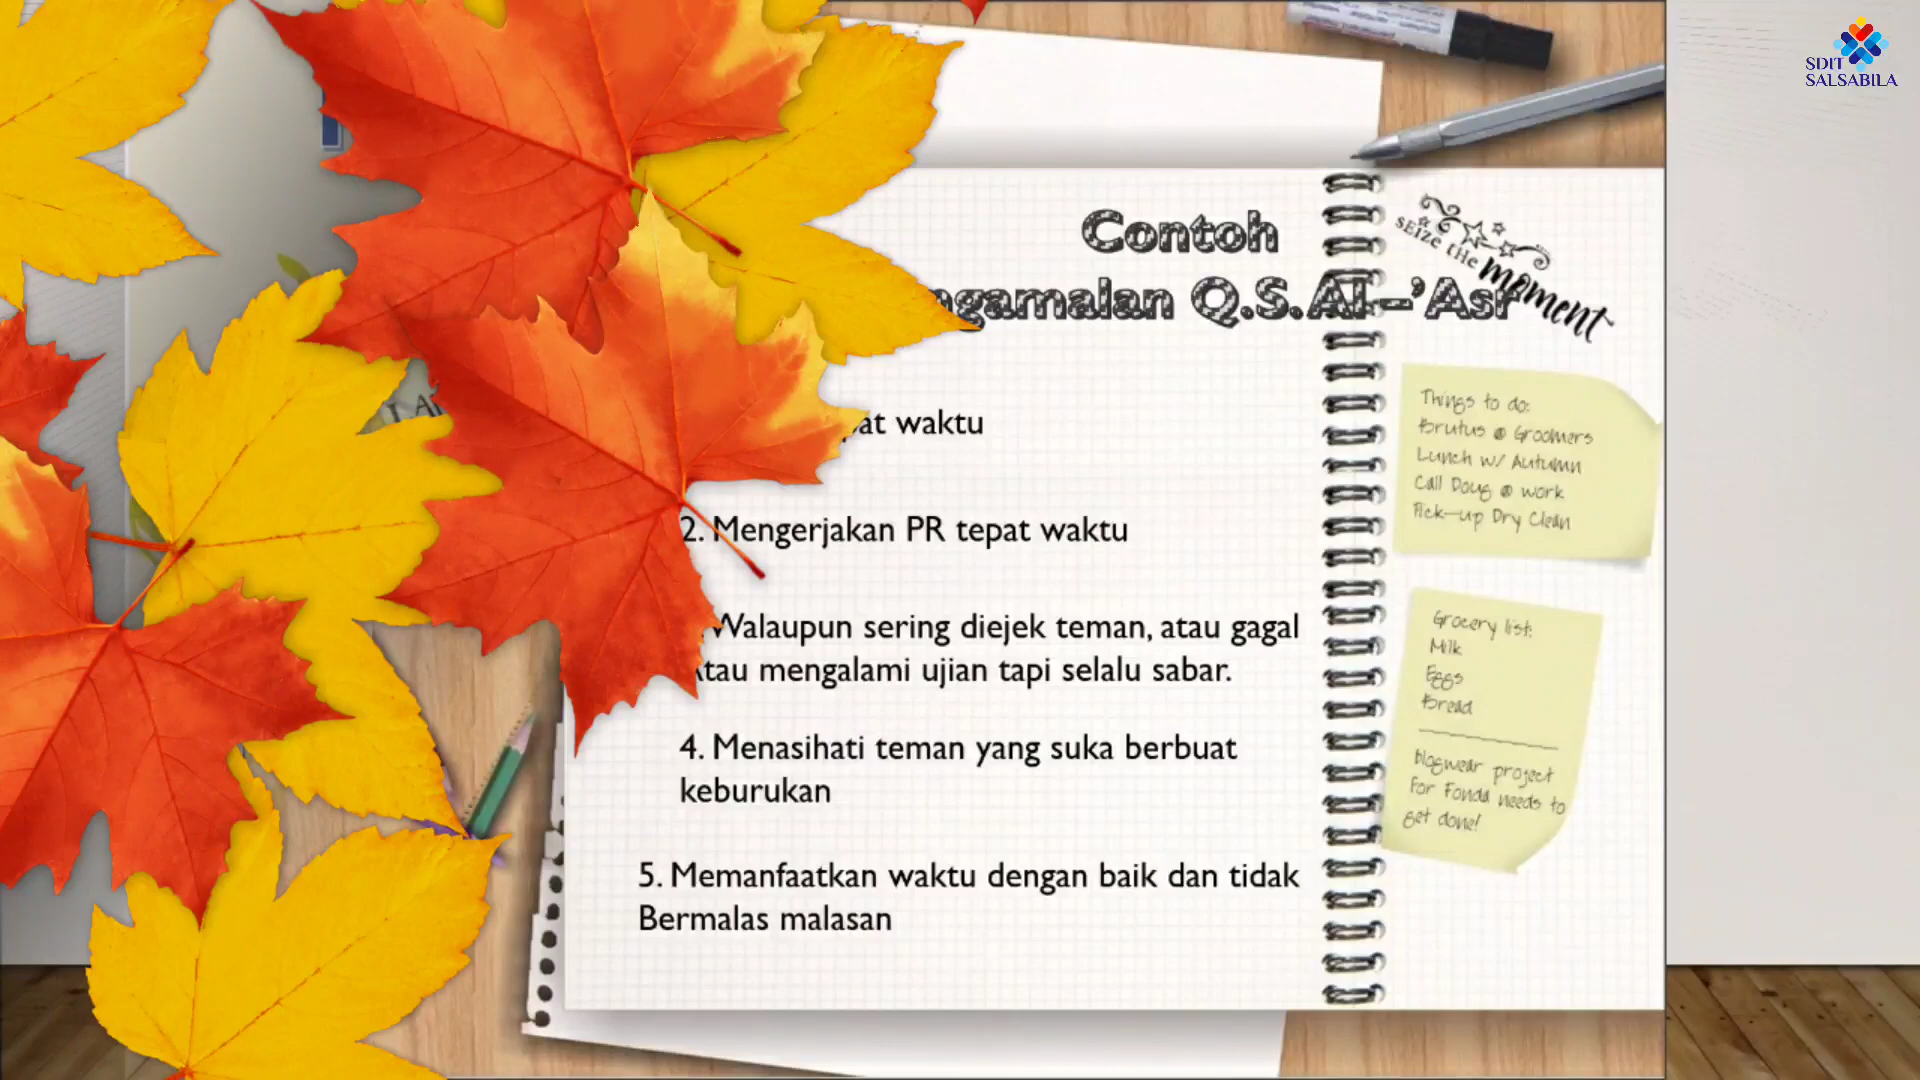 SDIT
SALSABILA
Contoh
Q.S.Al-'Asr
seize the
moment
waktu
2. Mengerjakan PR tepat waktu
Walaupun sering diejek teman, atau gagal
mengalami ujian tapi selalu sabar.
4. Menasihati teman yang suka berbuat
keburukan
5. Memanfaatkan waktu dengan baik dan tidak
Bermalas malasan
Things to do:
Brutus @ Groomers
Lunch w/ Autumn
Call Doug @ work
Pick-up Dry Clean
Grocery list:
Milk
Eggs
Bread
blogwear project
For Fonda needs to
get done!